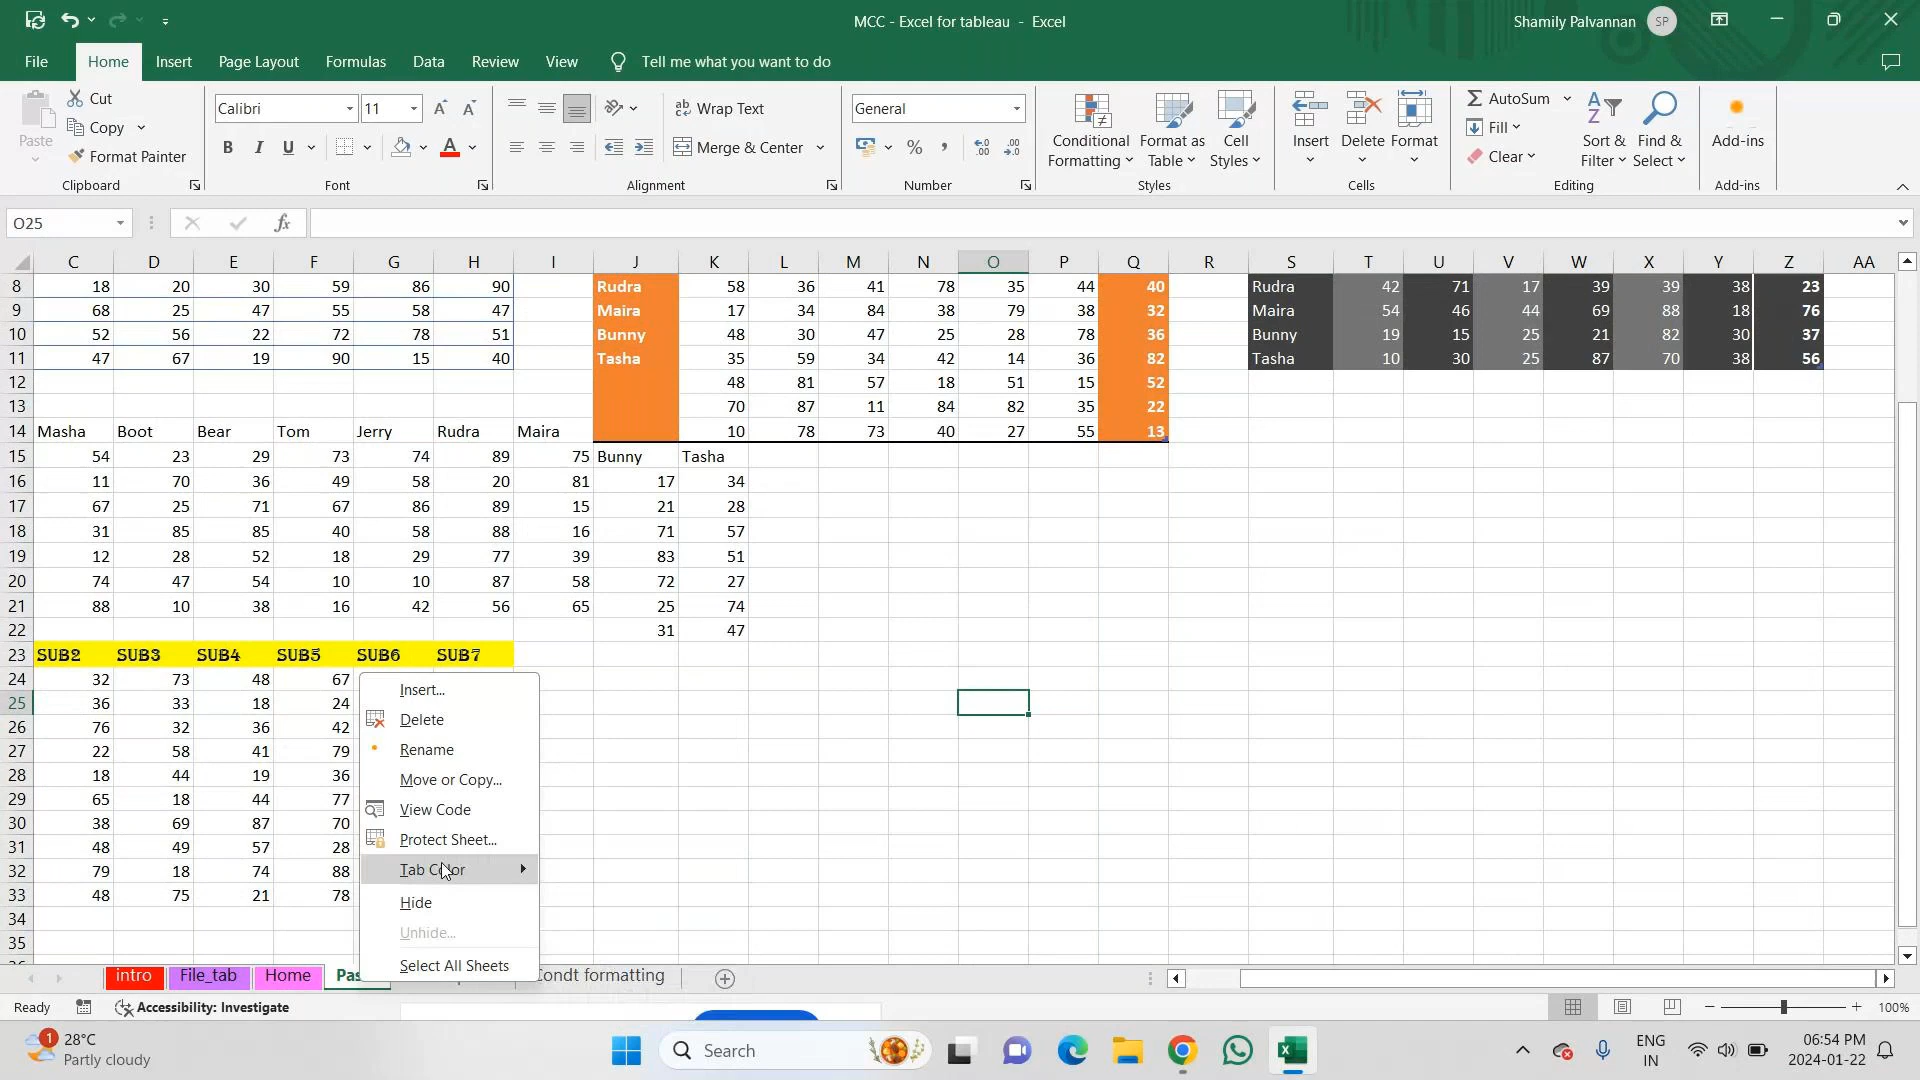 MCC - Excel for tableau - Excel
Shamily Palvannan SP
File Home Insert Page Layout Formulas Data Review View Tell me what you want to do
Cut
Copy
Format Painter
Paste
Clipboard
Calibri 11
B I U
Font
Wrap Text
Merge & Center
Alignment
General
%
Number
Conditional Formatting
Format as Table
Cell Styles
Styles
Insert Delete Format
Cells
AutoSum
Fill
Clear
Sort & Filter
Find & Select
Editing
Add-ins
Add-ins
O25 fx
C D E F G H I J K L M N O P Q R S T U V W X Y Z AA
8 18 20 30 59 86 90 Rudra 58 36 41 78 35 44 40 Rudra 42 71 17 39 39 38 23
9 68 25 47 55 58 47 Maira 17 34 84 38 79 38 32 Maira 54 46 44 69 88 18 76
10 52 56 22 72 78 51 Bunny 48 30 47 25 28 78 36 Bunny 19 15 25 21 82 30 37
11 47 67 19 90 15 40 Tasha 35 59 34 42 14 36 82 Tasha 10 30 25 87 70 38 56
12 48 81 57 18 51 15 52
13 70 87 11 84 82 35 22
14 Masha Boot Bear Tom Jerry Rudra Maira 10 78 73 40 27 55 13
15 54 23 29 73 74 89 75 Bunny Tasha
16 11 70 36 49 58 20 81 17 34
17 67 25 71 67 86 89 15 21 28
18 31 85 85 40 58 88 16 71 57
19 12 28 52 18 29 77 39 83 51
20 74 47 54 10 10 87 58 72 27
21 88 10 38 16 42 56 65 25 74
22 31 47
23 SUB2 SUB3 SUB4 SUB5 SUB6 SUB7
24 32 73 48 67
25 36 33 18 24
26 76 32 36 42
27 22 58 41 79
28 18 44 19 36
29 65 18 44 77
30 38 69 87 70
31 48 49 57 28
32 79 18 74 88
33 48 75 21 78
34
35
Insert...
Delete
Rename
Move or Copy...
View Code
Protect Sheet...
Tab Color
Hide
Unhide...
Select All Sheets
intro File_tab Home Condt formatting
Ready Accessibility: Investigate 100%
1 28°C
Partly cloudy
Search
ENG
IN
06:54 PM
2024-01-22